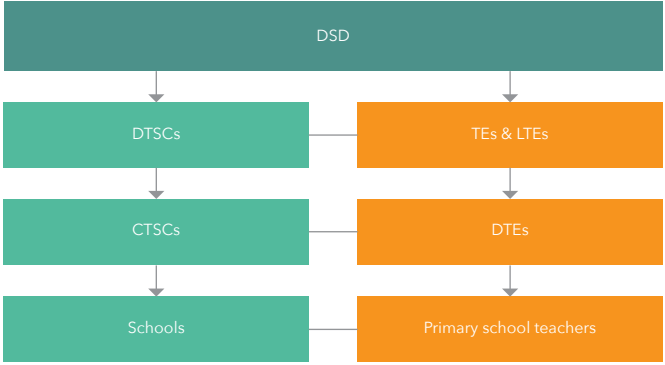 DSD
DTSCs
TEs & LTEs
CTSCs
DTEs
Schools
Primary school teachers